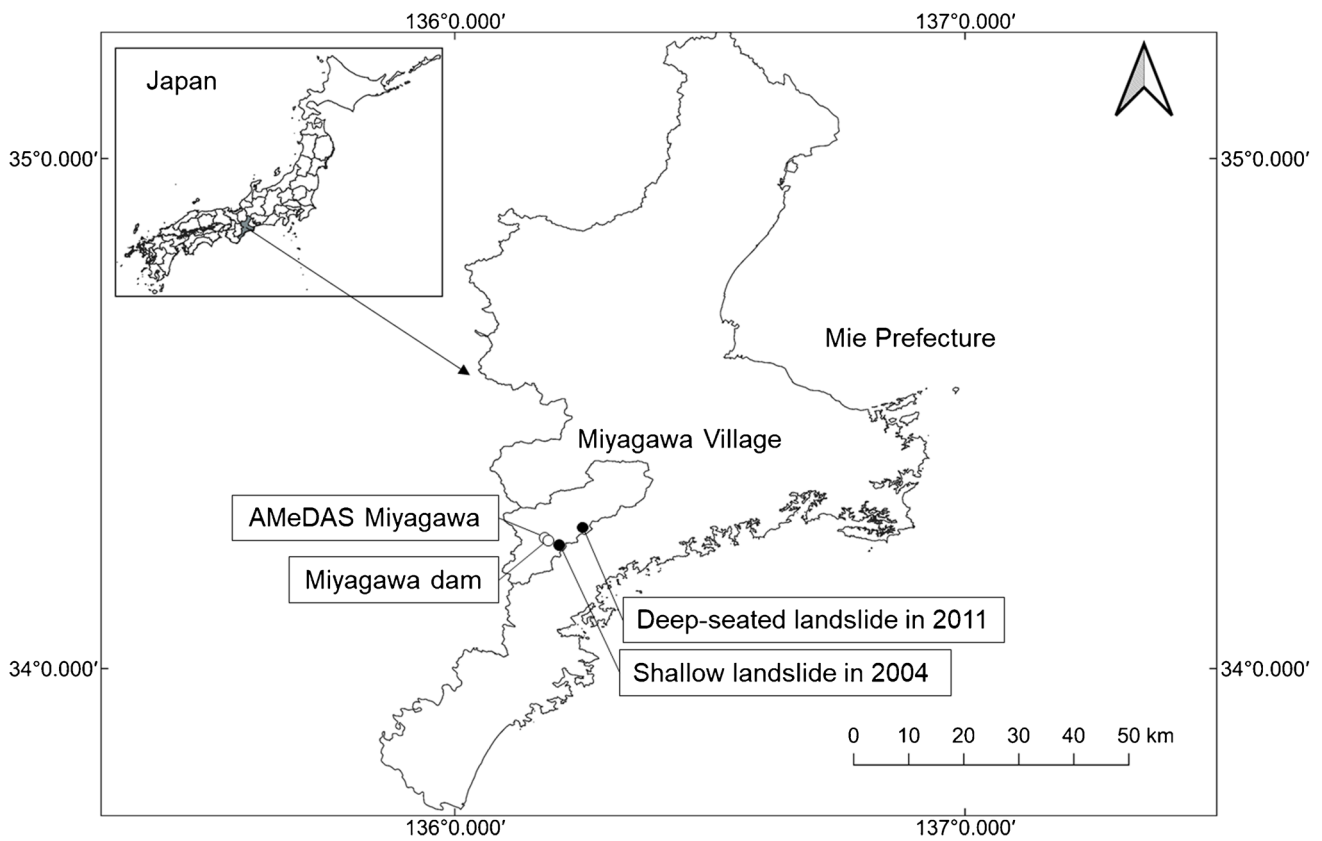 136°0.000′
137°0.000′
Japan
35°0.000′
35°0.000′
Mie Prefecture
Miyagawa Village
AMeDAS Miyagawa
Miyagawa dam
Deep-seated landslide in 2011
Shallow landslide in 2004
34°0.000′
34°0.000′
0 10 20 30 40 50 km
136°0.000′
137°0.000′